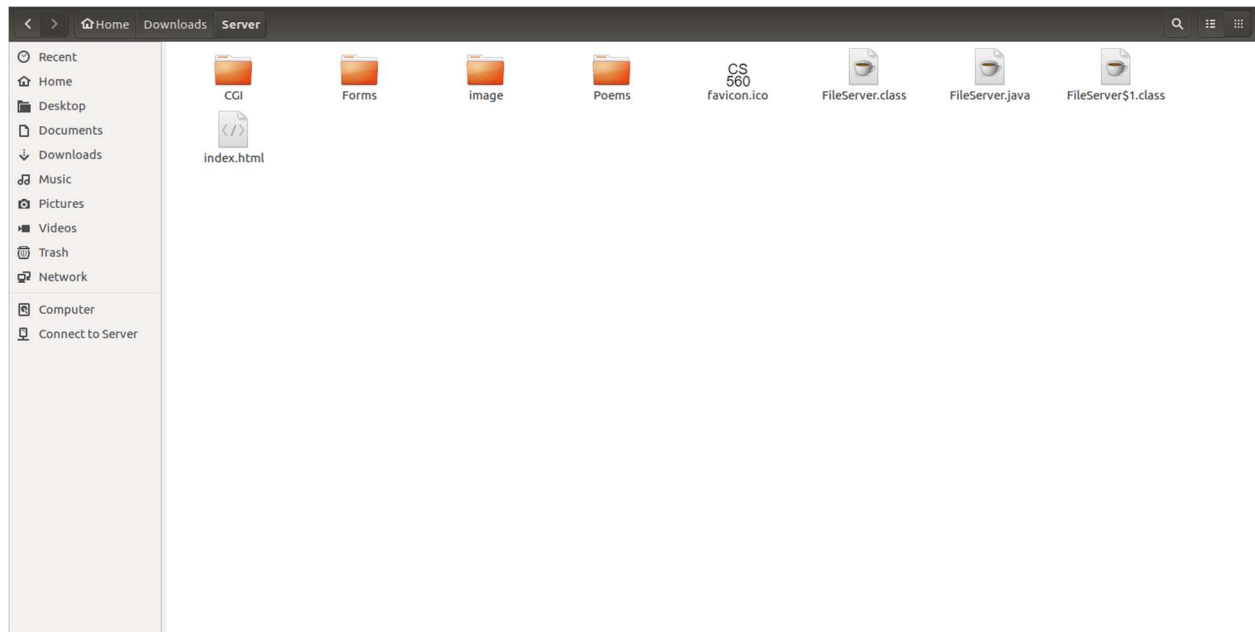 Home Downloads Server
Recent
Home
Desktop
Documents
Downloads
Music
Pictures
Videos
Trash
Network
Computer
Connect to Server
CS
560
CGI Forms image Poems favicon.ico FileServer.class FileServer.java FileServer$1.class
</>
index.html